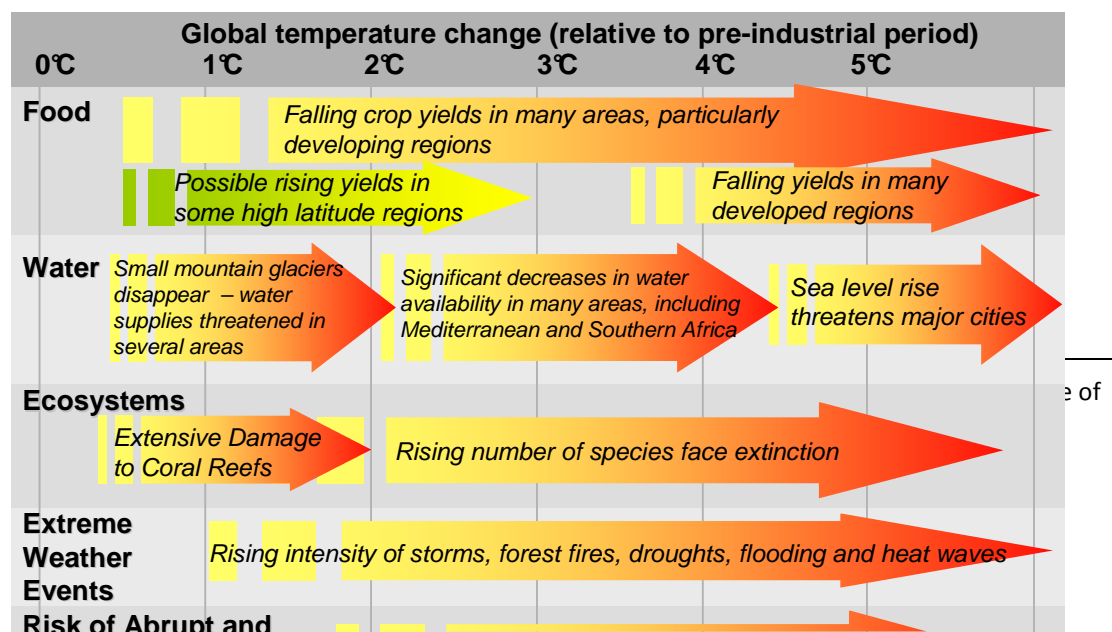 Global temperature change (relative to pre-industrial period)
0°C 1°C 2°C 3°C 4°C 5°C
Food
Falling crop yields in many areas, particularly
developing regions
Possible rising yields in
some high latitude regions
Falling yields in many
developed regions
Water
Small mountain glaciers
disappear – water
supplies threatened in
several areas
Significant decreases in water
availability in many areas, including
Mediterranean and Southern Africa
Sea level rise
threatens major cities
e of
Ecosystems
Extensive Damage
to Coral Reefs
Rising number of species face extinction
Extreme
Weather
Events
Rising intensity of storms, forest fires, droughts, flooding and heat waves
Risk of Abrupt and